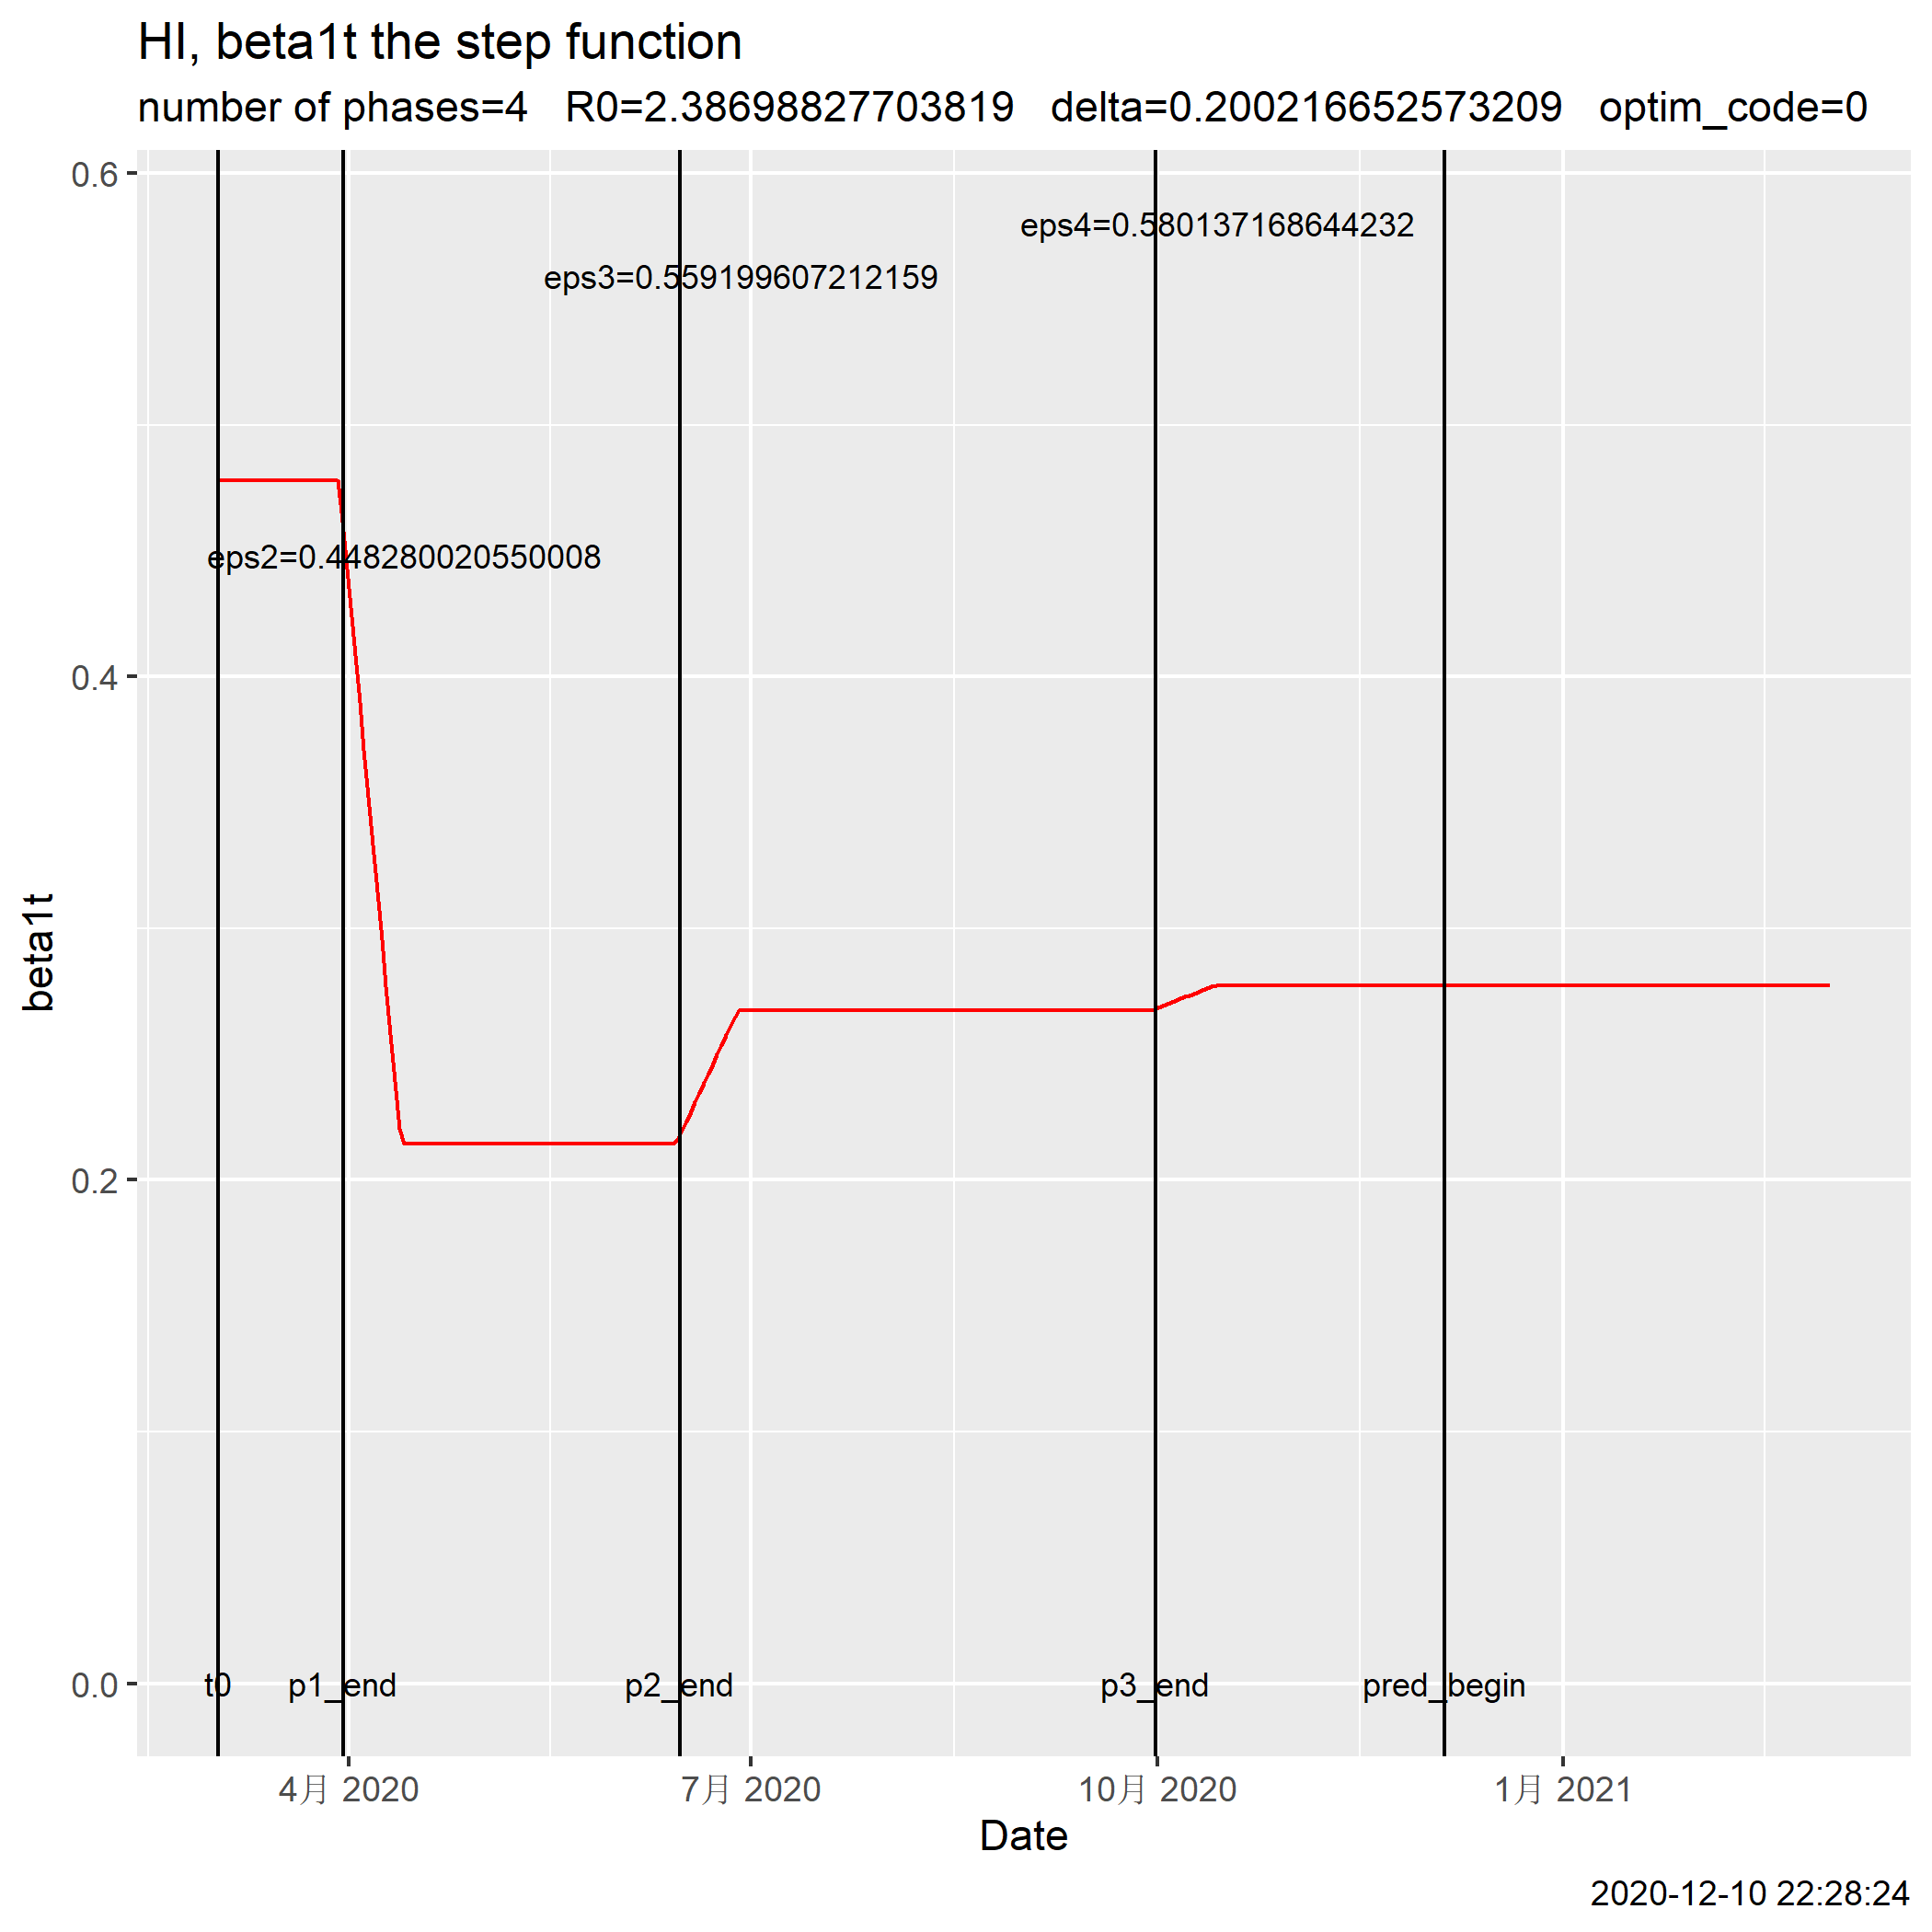 HI, beta1t the step function
number of phases=4   R0=2.38698827703819   delta=0.200216652573209   optim_code=0
0.6
eps4=0.580137168644232
eps3=0.559199607212159
eps2=0.448280020550008
0.4
beta1t
0.2
0.0
t0
p1_end
p2_end
p3_end
pred_begin
4月 2020
7月 2020
10月 2020
1月 2021
Date
2020-12-10 22:28:24